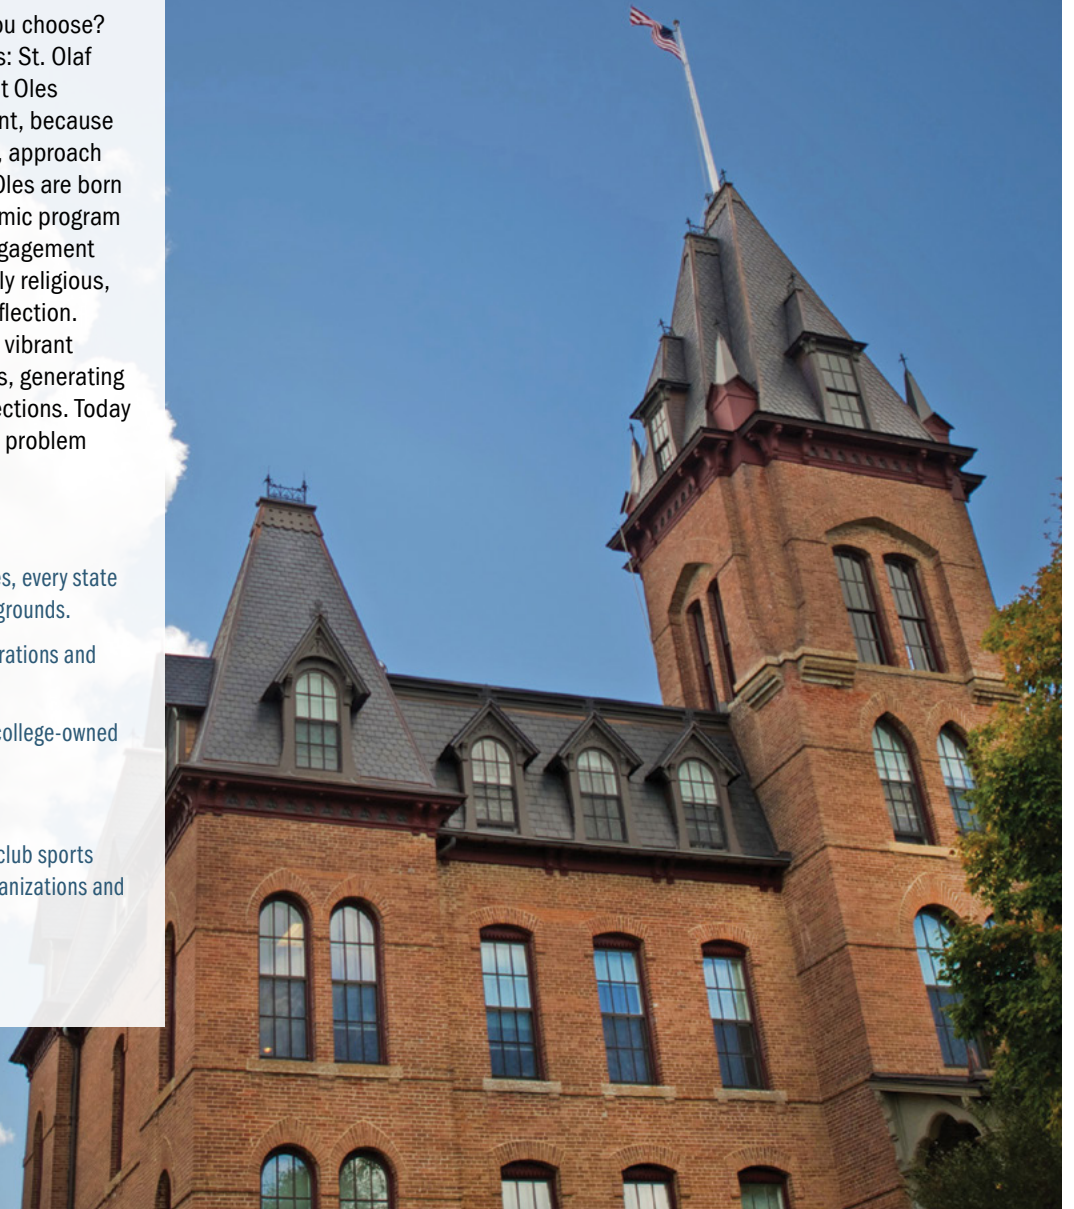 ou choose?
s: St. Olaf
t Oles
nt, because
, approach
Oles are born
mic program
gagement
ly religious,
flection.
vibrant
s, generating
ections. Today
problem
es, every state
grounds.
rations and
college-owned
club sports
anizations and